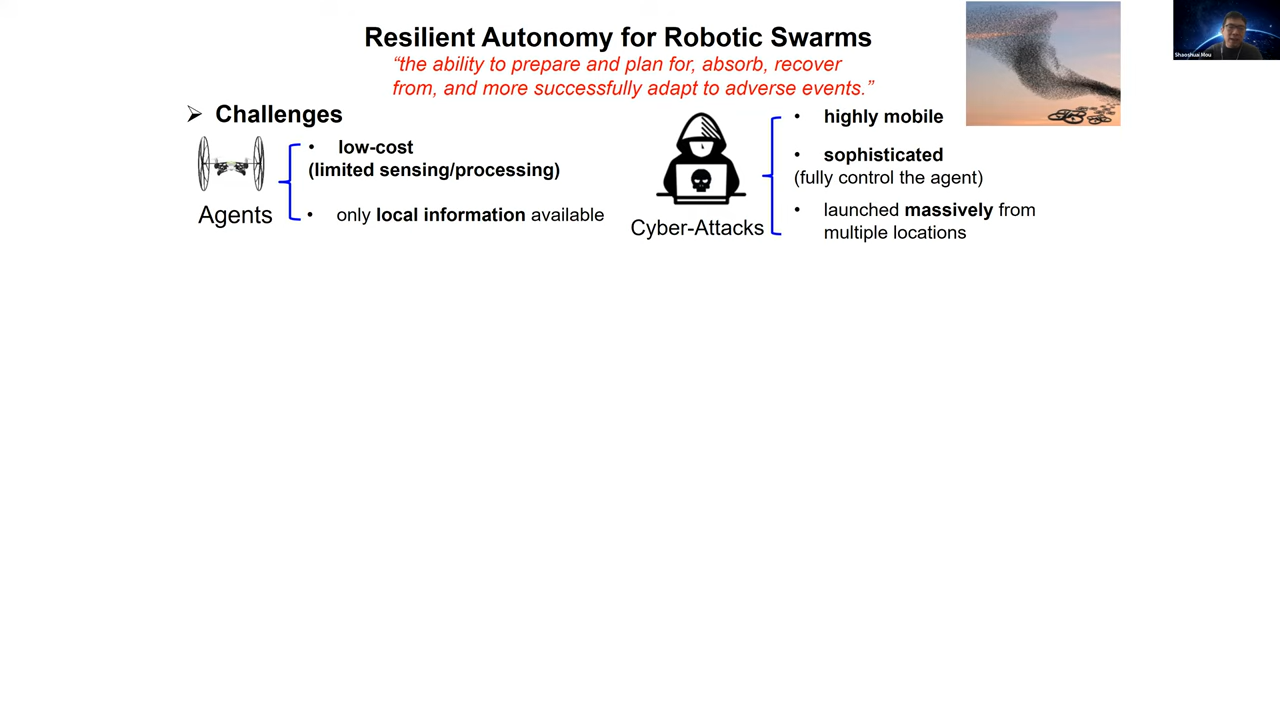 Resilient Autonomy for Robotic Swarms
“the ability to prepare and plan for, absorb, recover
from, and more successfully adapt to adverse events.”
➢ Challenges
• low-cost
(limited sensing/processing)
• only local information available
Agents
Cyber-Attacks
• highly mobile
• sophisticated
(fully control the agent)
• launched massively from
multiple locations
Shaoshuai Mou